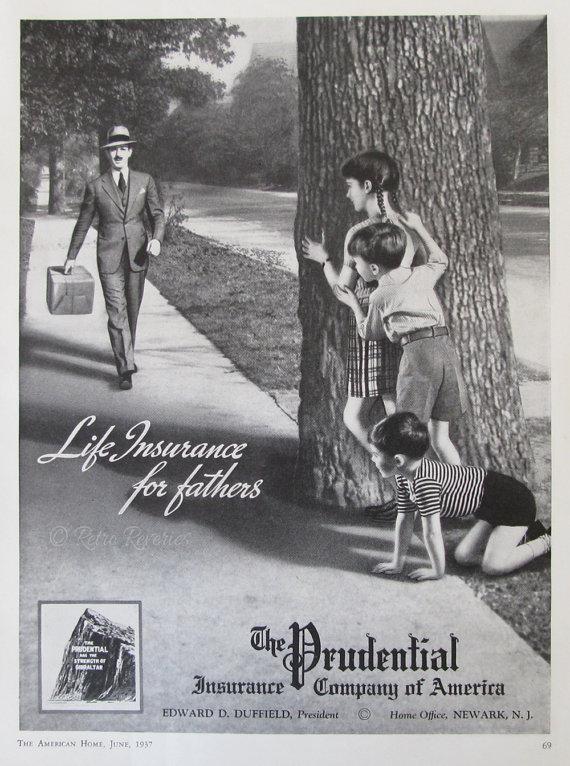 Life Insurance
for fathers
© Retro Reveries
THE
PRUDENTIAL
HAS THE
STRENGTH OF
GIBRALTAR
The Prudential
Insurance Company of America
EDWARD D. DUFFIELD, President
Home Office, NEWARK, N. J.
THE AMERICAN HOME, JUNE, 1937
69